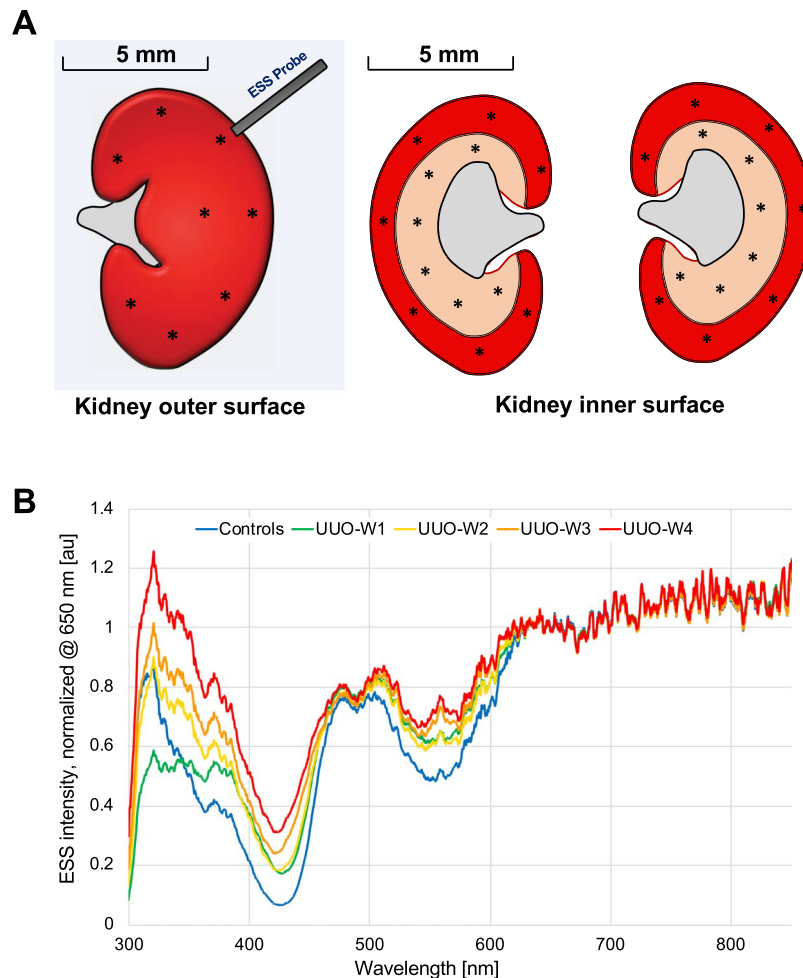 A
5 mm
ESS Probe
5 mm
Kidney outer surface
Kidney inner surface
B
ESS intensity, normalized @ 650 nm [au]
1.4
1.2
1
0.8
0.6
0.4
0.2
0
Controls UUO-W1 UUO-W2 UUO-W3 UUO-W4
300 400 500 600 700 800
Wavelength [nm]